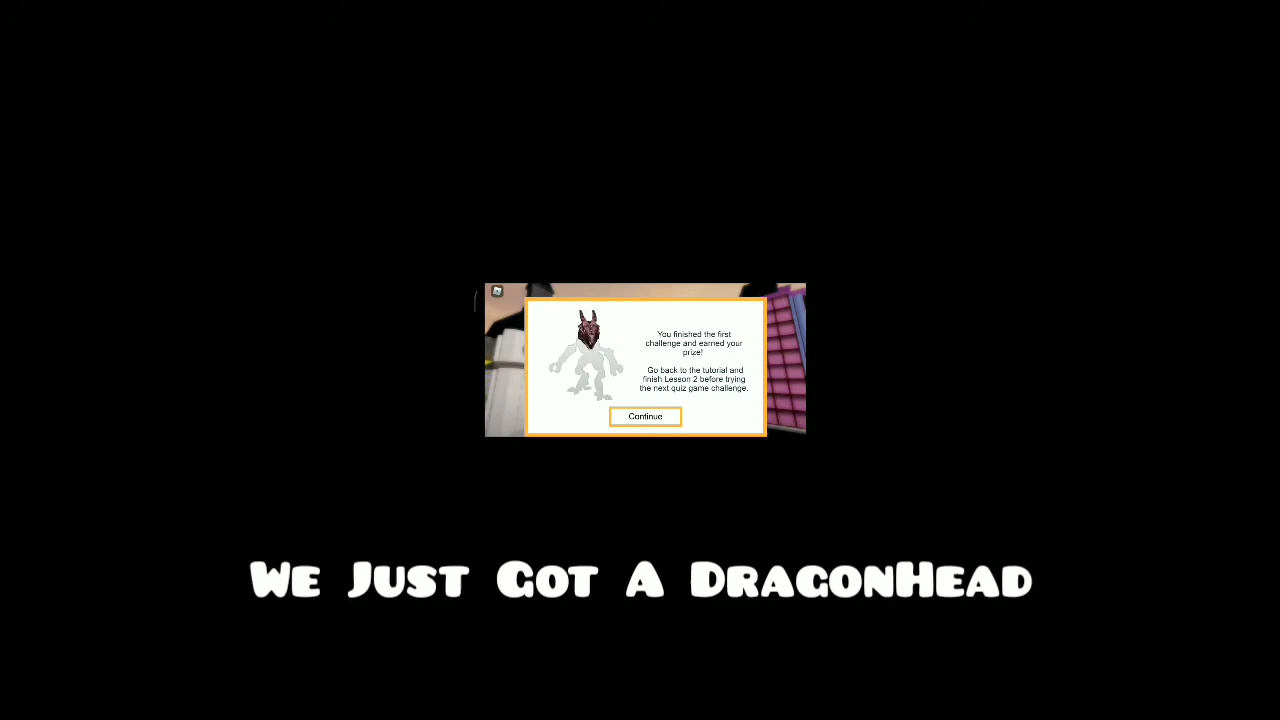 You finished the first
challenge and earned your
prize!
Go back to the tutorial and
finish Lesson 2 before trying
the next quiz game challenge.
Continue
We Just Got A DragonHead